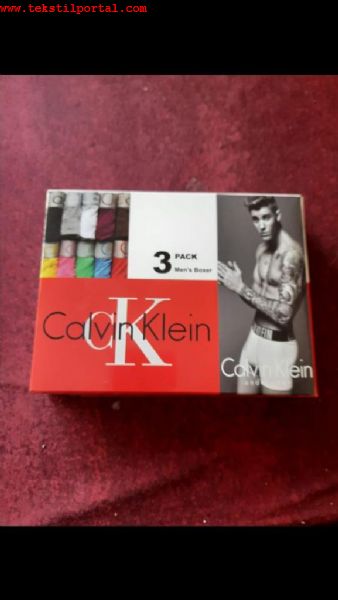 www.tekstilportal.com
3 PACK
Men's Boxer
CK
Calvin Klein
Calvin Klein